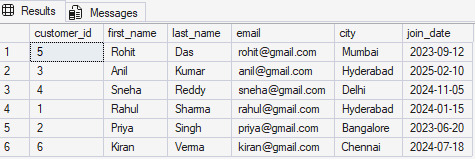 Results Messages
customer_id first_name last_name email city join_date
1 5 Rohit Das rohit@gmail.com Mumbai 2023-09-12
2 3 Anil Kumar anil@gmail.com Hyderabad 2025-02-10
3 4 Sneha Reddy sneha@gmail.com Delhi 2024-11-05
4 1 Rahul Sharma rahul@gmail.com Hyderabad 2024-01-15
5 2 Priya Singh priya@gmail.com Bangalore 2023-06-20
6 6 Kiran Verma kiran@gmail.com Chennai 2024-07-18